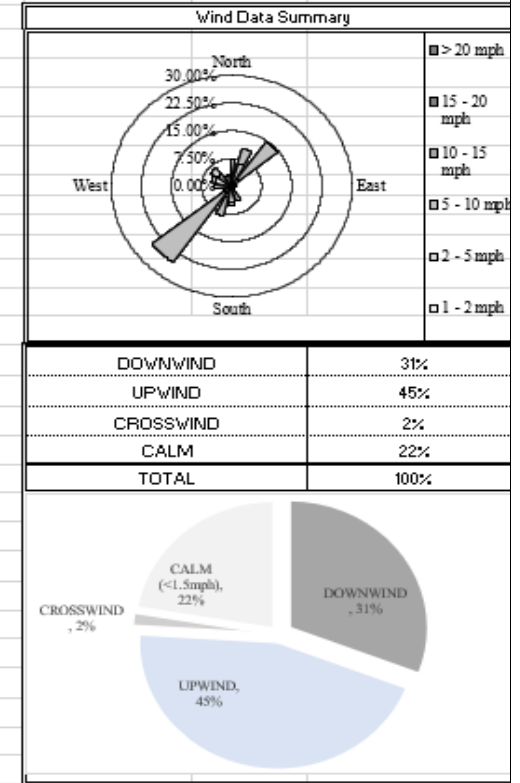 Wind Data Summary
North
30.00%
22.50%
15.00%
7.50%
0.00%
West
East
South
> 20 mph
15 - 20
mph
10 - 15
mph
5 - 10 mph
2 - 5 mph
1 - 2 mph
DOWNWIND 31%
UPWIND 45%
CROSSWIND 2%
CALM 22%
TOTAL 100%
CALM
(<1.5mph),
22%
DOWNWIND
, 31%
CROSSWIND
, 2%
UPWIND,
45%